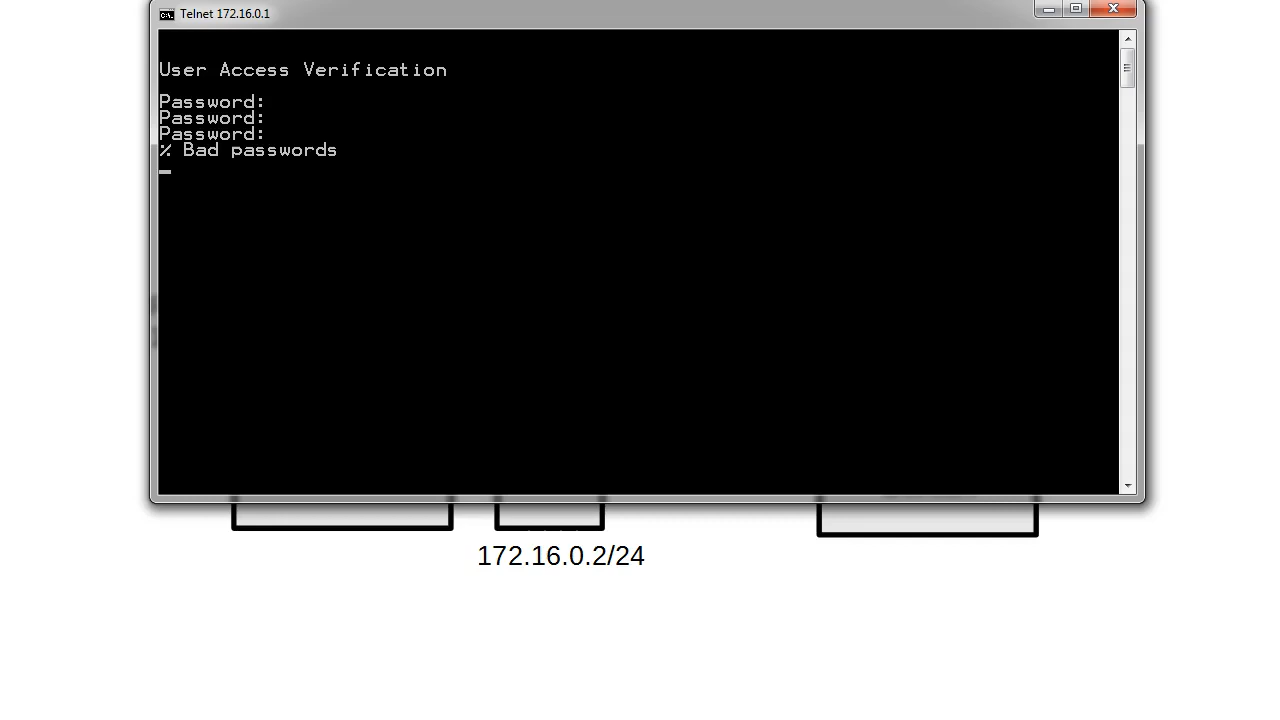 Telnet 172.16.0.1
User Access Verification
Password:
Password:
Password:
% Bad passwords
172.16.0.2/24